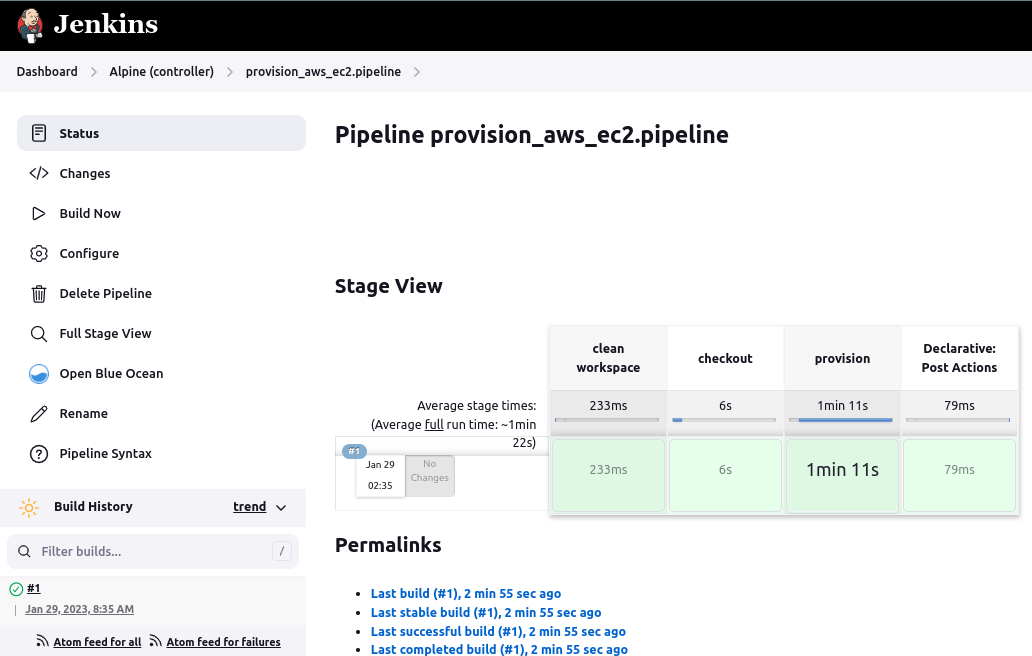 Jenkins
Dashboard
Alpine (controller)
provision_aws_ec2.pipeline
Status
Changes
Build Now
Configure
Delete Pipeline
Full Stage View
Open Blue Ocean
Rename
Pipeline Syntax
Build History
trend
Filter builds...
/
#1
Jan 29, 2023, 8:35 AM
Atom feed for all
Atom feed for failures
Pipeline provision_aws_ec2.pipeline
Stage View
clean
workspace
checkout
provision
Declarative:
Post Actions
Average stage times:
(Average full run time: ~1min
22s)
233ms
6s
1min 11s
79ms
#1
Jan 29
02:35
No
Changes
233ms
6s
1min 11s
79ms
Permalinks
Last build (#1), 2 min 55 sec ago
Last stable build (#1), 2 min 55 sec ago
Last successful build (#1), 2 min 55 sec ago
Last completed build (#1), 2 min 55 sec ago